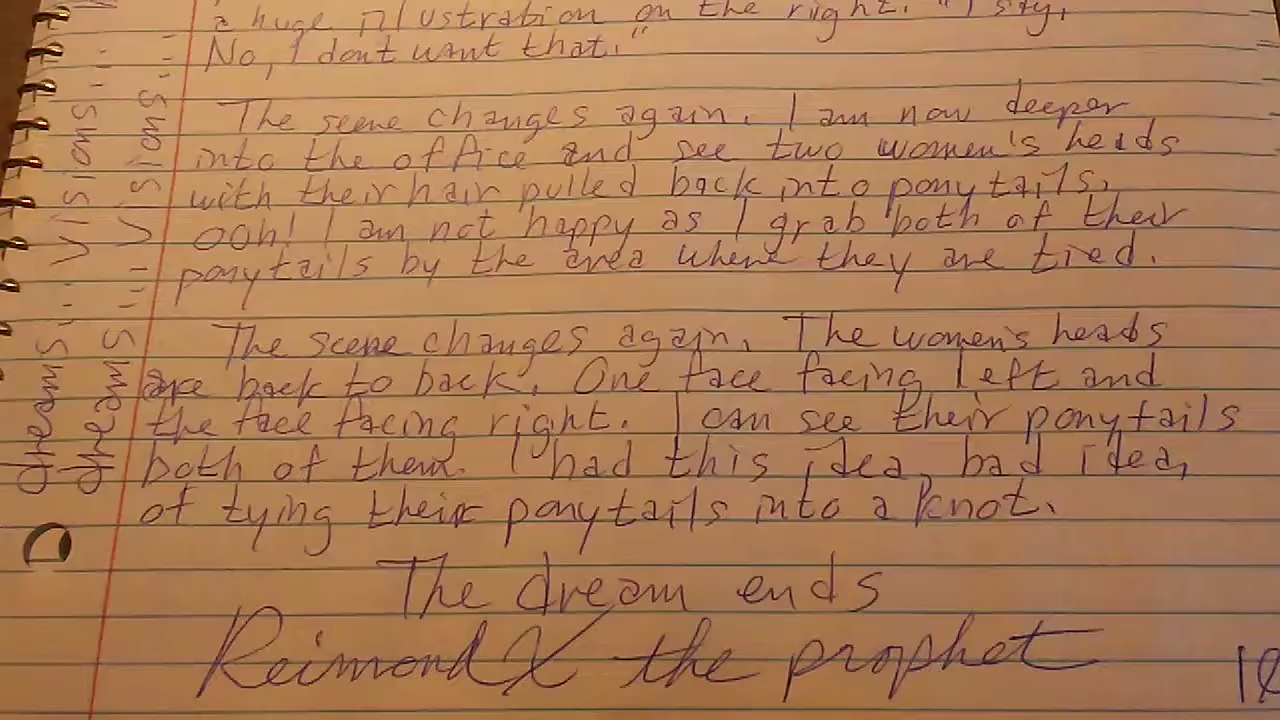 a huge illustration on the right. "I say,
No, I dont want that."
The scene changes again. I am now deeper
into the office and see two women's heads
with their hair pulled back into ponytails.
Ooh! I am not happy as I grab both of their
ponytails by the area where they are tied.
The scene changes again. The women's heads
are back to back. One face facing left and
the face facing right. I can see their ponytails
both of them. I had this idea, bad idea,
of tying their ponytails into a knot.
The dream ends
Reimond X the prophet
dreams ... visions ...
dreams ... visions ...